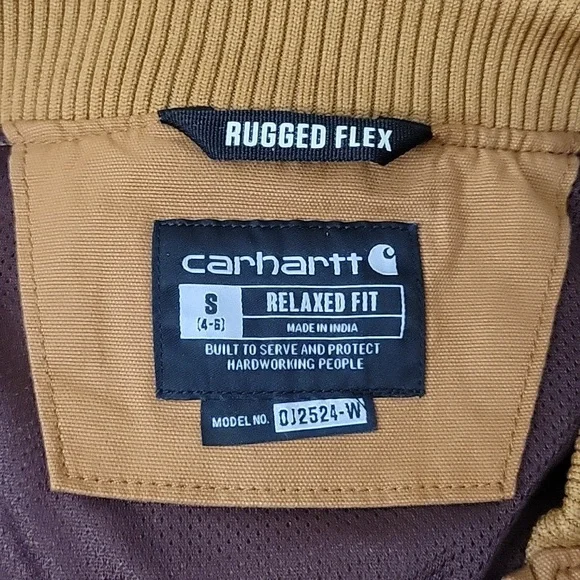 RUGGED FLEX
carhartt
S RELAXED FIT
(4-6) MADE IN INDIA
BUILT TO SERVE AND PROTECT
HARDWORKING PEOPLE
MODEL NO. OJ2524-W